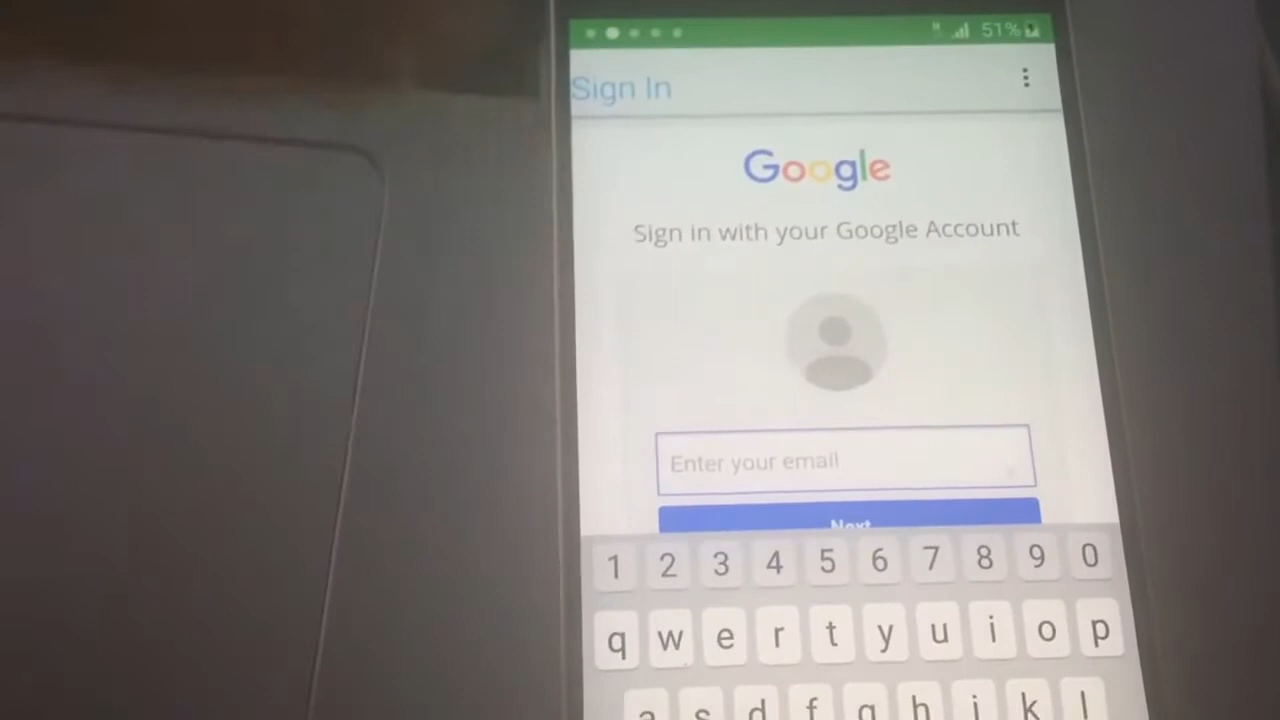 51%
Sign In
Google
Sign in with your Google Account
Enter your email
Next
1 2 3 4 5 6 7 8 9 0
q w e r t y u i o p
a s d f g h j k l